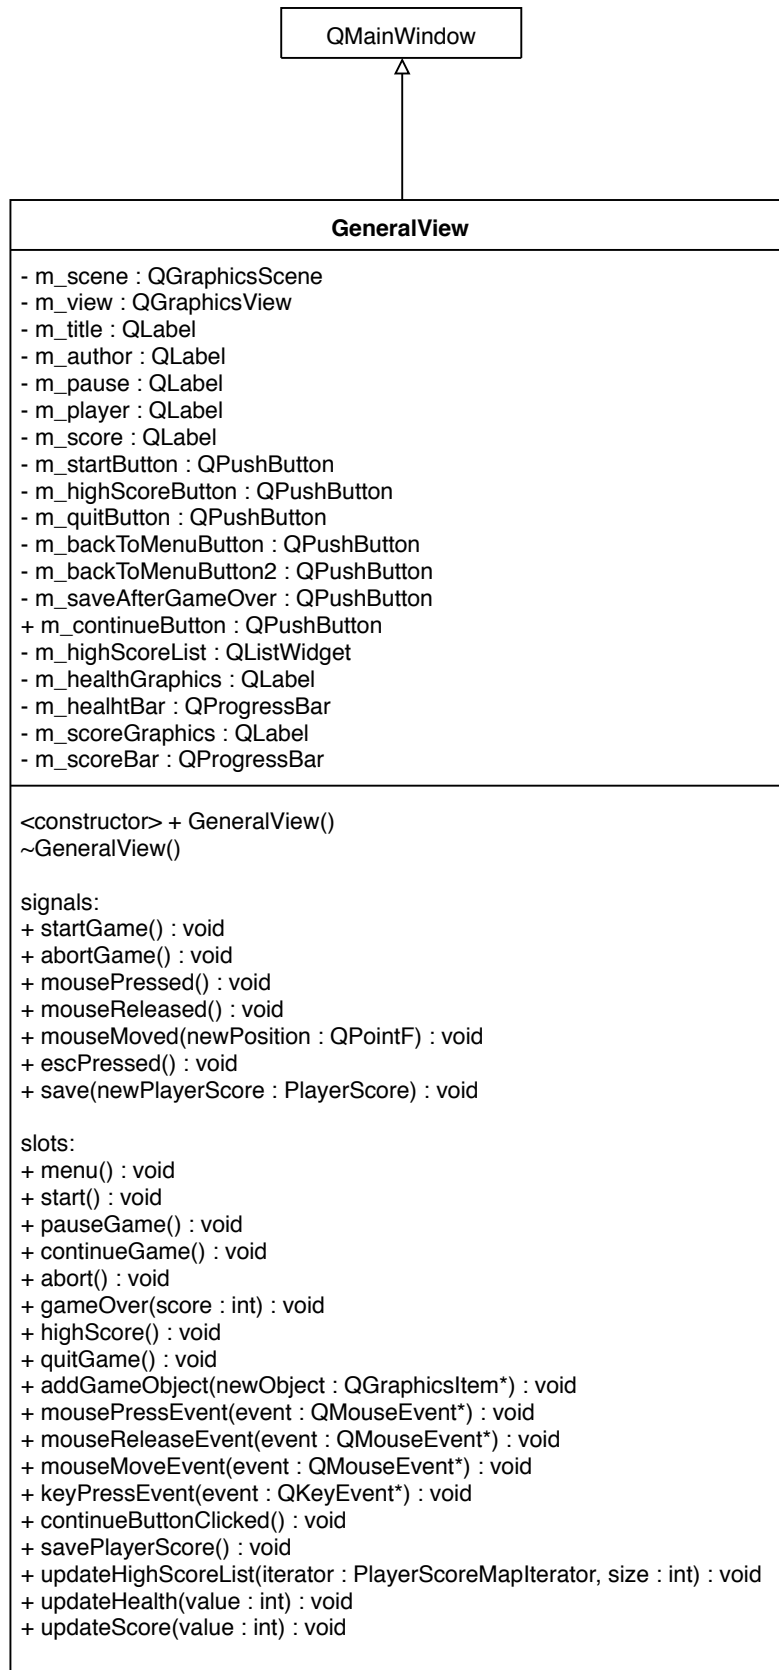 QMainWindow
GeneralView
- m_scene : QGraphicsScene
- m_view : QGraphicsView
- m_title : QLabel
- m_author : QLabel
- m_pause : QLabel
- m_player : QLabel
- m_score : QLabel
- m_startButton : QPushButton
- m_highScoreButton : QPushButton
- m_quitButton : QPushButton
- m_backToMenuButton : QPushButton
- m_backToMenuButton2 : QPushButton
- m_saveAfterGameOver : QPushButton
+ m_continueButton : QPushButton
- m_highScoreList : QListWidget
- m_healthGraphics : QLabel
- m_healhtBar : QProgressBar
- m_scoreGraphics : QLabel
- m_scoreBar : QProgressBar
<constructor> + GeneralView()
~GeneralView()
signals:
+ startGame() : void
+ abortGame() : void
+ mousePressed() : void
+ mouseReleased() : void
+ mouseMoved(newPosition : QPointF) : void
+ escPressed() : void
+ save(newPlayerScore : PlayerScore) : void
slots:
+ menu() : void
+ start() : void
+ pauseGame() : void
+ continueGame() : void
+ abort() : void
+ gameOver(score : int) : void
+ highScore() : void
+ quitGame() : void
+ addGameObject(newObject : QGraphicsItem*) : void
+ mousePressEvent(event : QMouseEvent*) : void
+ mouseReleaseEvent(event : QMouseEvent*) : void
+ mouseMoveEvent(event : QMouseEvent*) : void
+ keyPressEvent(event : QKeyEvent*) : void
+ continueButtonClicked() : void
+ savePlayerScore() : void
+ updateHighScoreList(iterator : PlayerScoreMapIterator, size : int) : void
+ updateHealth(value : int) : void
+ updateScore(value : int) : void